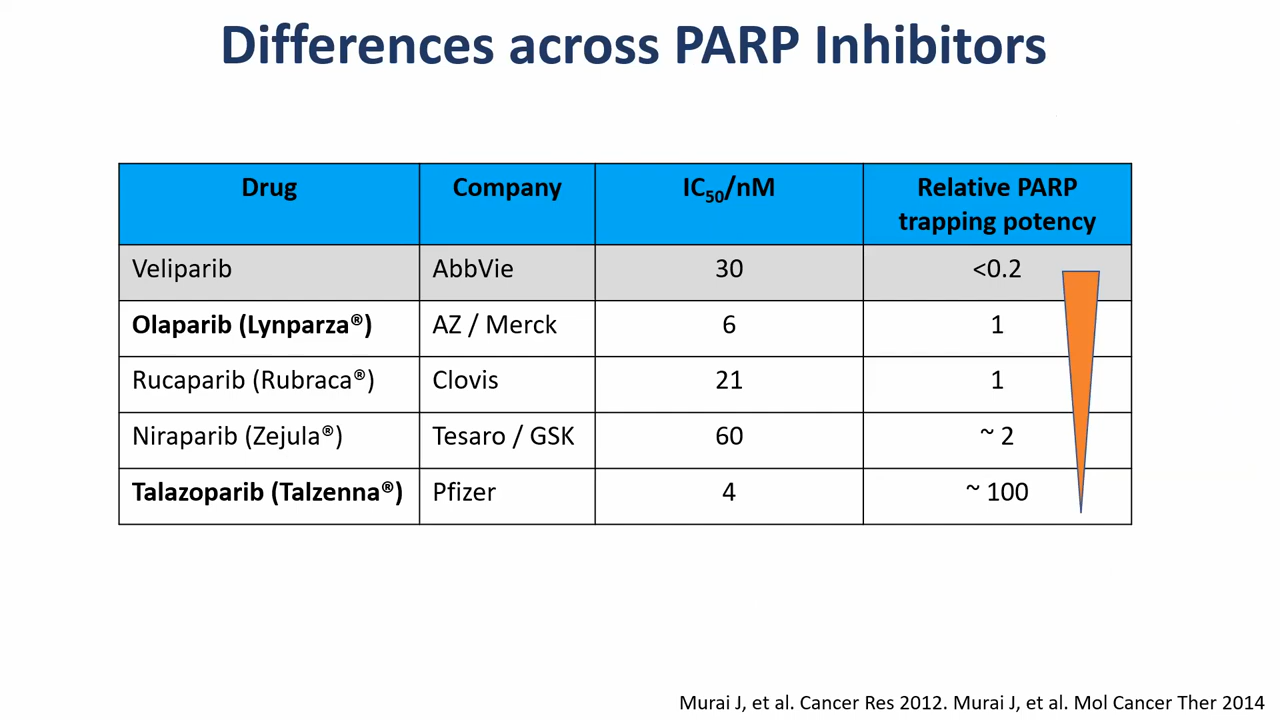 Differences across PARP Inhibitors
Drug Company IC50/nM Relative PARP trapping potency
Veliparib AbbVie 30 <0.2
Olaparib (Lynparza®) AZ / Merck 6 1
Rucaparib (Rubraca®) Clovis 21 1
Niraparib (Zejula®) Tesaro / GSK 60 ~ 2
Talazoparib (Talzenna®) Pfizer 4 ~ 100
Murai J, et al. Cancer Res 2012. Murai J, et al. Mol Cancer Ther 2014